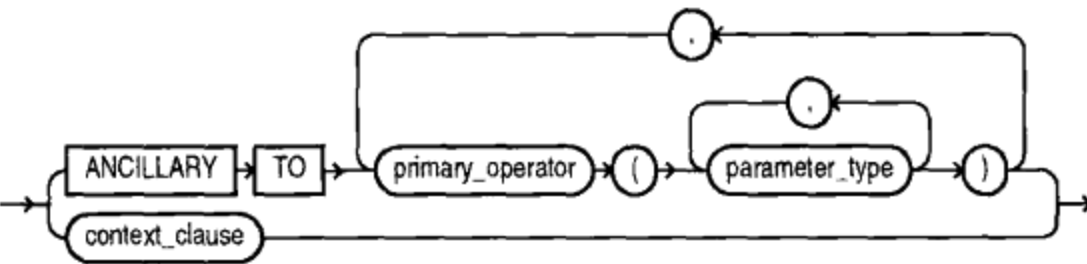 ,
,
ANCILLARY TO primary_operator ( parameter_type )
context_clause